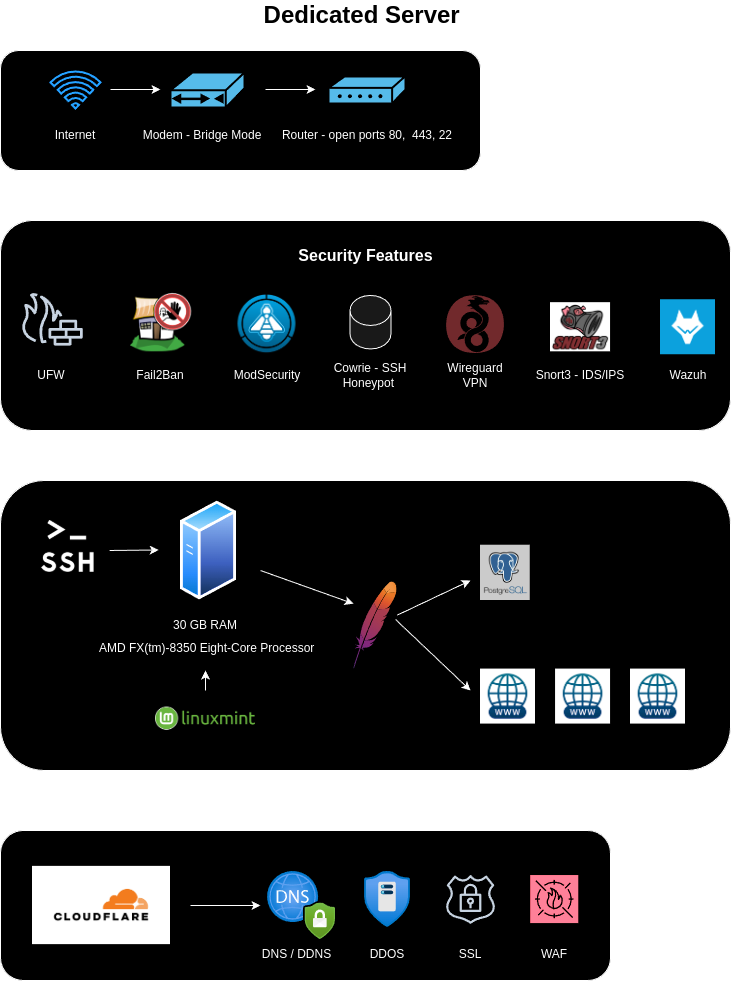 Dedicated Server
Internet
Modem - Bridge Mode
Router - open ports 80,  443, 22
Security Features
SNORT3
UFW
Fail2Ban
ModSecurity
Cowrie - SSH
Honeypot
Wireguard
VPN
Snort3 - IDS/IPS
Wazuh
>_
SSH
PostgreSQL
30 GB RAM
AMD FX(tm)-8350 Eight-Core Processor
lm linuxmint
www
www
www
CLOUDFLARE
DNS
DNS / DDNS
DDOS
SSL
WAF